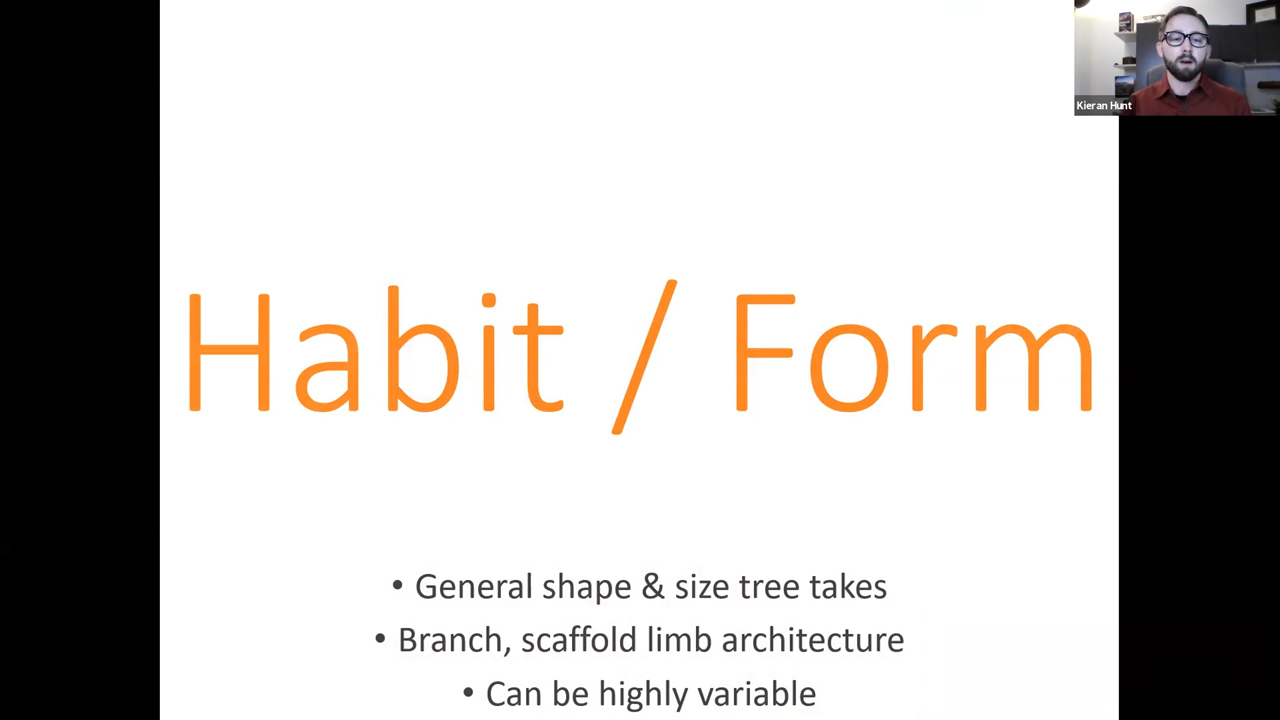 Kieran Hunt
Habit / Form
• General shape & size tree takes
• Branch, scaffold limb architecture
• Can be highly variable